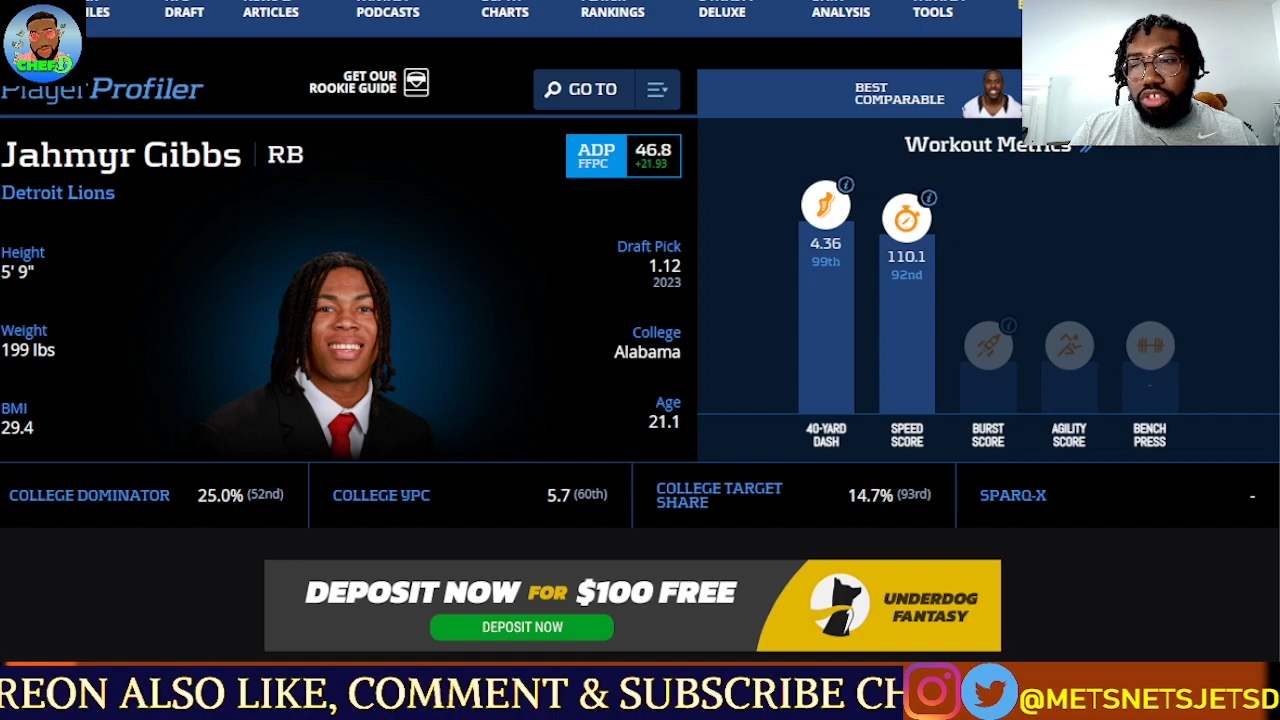 ILES
DRAFT
ARTICLES
PODCASTS
CHARTS
RANKINGS
DELUXE
ANALYSIS
TOOLS
CHEF
PlayerProfiler
GET OUR
ROOKIE GUIDE
GO TO
BEST
COMPARABLE
Jahmyr Gibbs | RB
Detroit Lions
ADP
FFPC
46.8
+21.93
Height
5' 9"
Weight
199 lbs
BMI
29.4
Draft Pick
1.12
2023
College
Alabama
Age
21.1
Workout Metrics
4.36
99th
110.1
92nd
-
40-YARD
DASH
SPEED
SCORE
BURST
SCORE
AGILITY
SCORE
BENCH
PRESS
COLLEGE DOMINATOR 25.0% (52nd)
COLLEGE YPC 5.7 (60th)
COLLEGE TARGET
SHARE
14.7% (93rd)
SPARQ-X -
DEPOSIT NOW FOR $100 FREE
DEPOSIT NOW
UNDERDOG
FANTASY
REON ALSO LIKE, COMMENT & SUBSCRIBE CH
@METSNETSJETSD